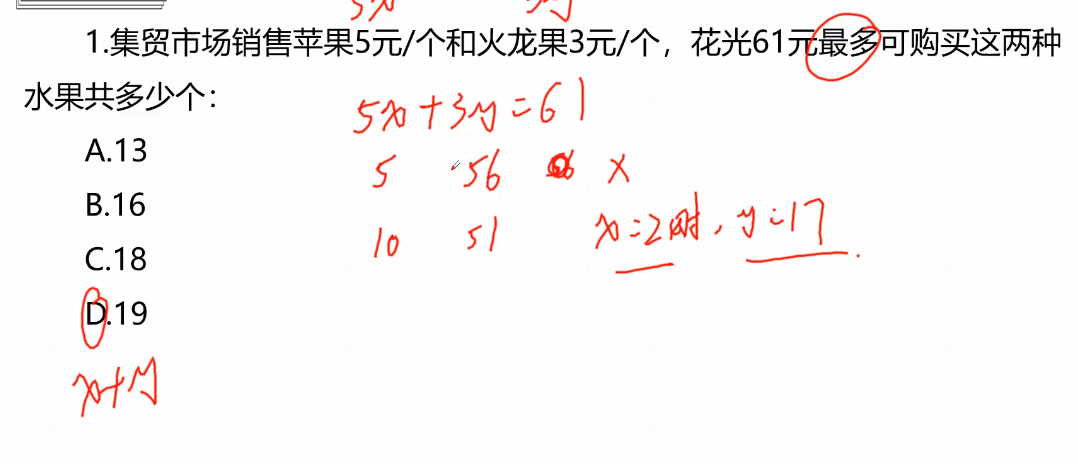 1.集贸市场销售苹果5元/个和火龙果3元/个，花光61元最多可购买这两种
水果共多少个：
5x+3y=61
A.13
5 56 x
B.16
x=2时，y=17
10 51
C.18
D.19
x+y